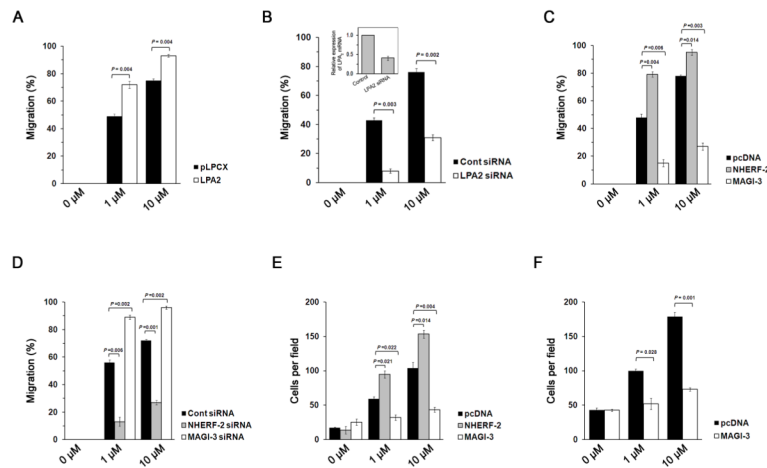 A
P = 0.004
P = 0.004
100
80
60
40
20
0
Migration (%)
0 µM
1 µM
10 µM
pLPCX
LPA2
B
Relative expression
of LPA₂ mRNA
1.0
0.5
0.0
Control
LPA2 siRNA
P = 0.002
P = 0.003
100
80
60
40
20
0
Migration (%)
0 µM
1 µM
10 µM
Cont siRNA
LPA2 siRNA
C
P = 0.003
P = 0.014
P = 0.006
P = 0.004
100
80
60
40
20
0
Migration (%)
0 µM
1 µM
10 µM
pcDNA
NHERF-2
MAGI-3
D
P = 0.002
P = 0.002
P =0.001
100
80
60
40
20
0
Migration (%)
0 µM
1 µM
10 µM
Cont siRNA
NHERF-2 siRNA
MAGI-3 siRNA
E
P = 0.004
P = 0.014
P = 0.022
P = 0.021
200
150
100
50
0
Cells per field
0 µM
1 µM
10 µM
pcDNA
NHERF-2
MAGI-3
F
P = 0.001
P = 0.028
200
150
100
50
0
Cells per field
0 µM
1 µM
10 µM
pcDNA
MAGI-3